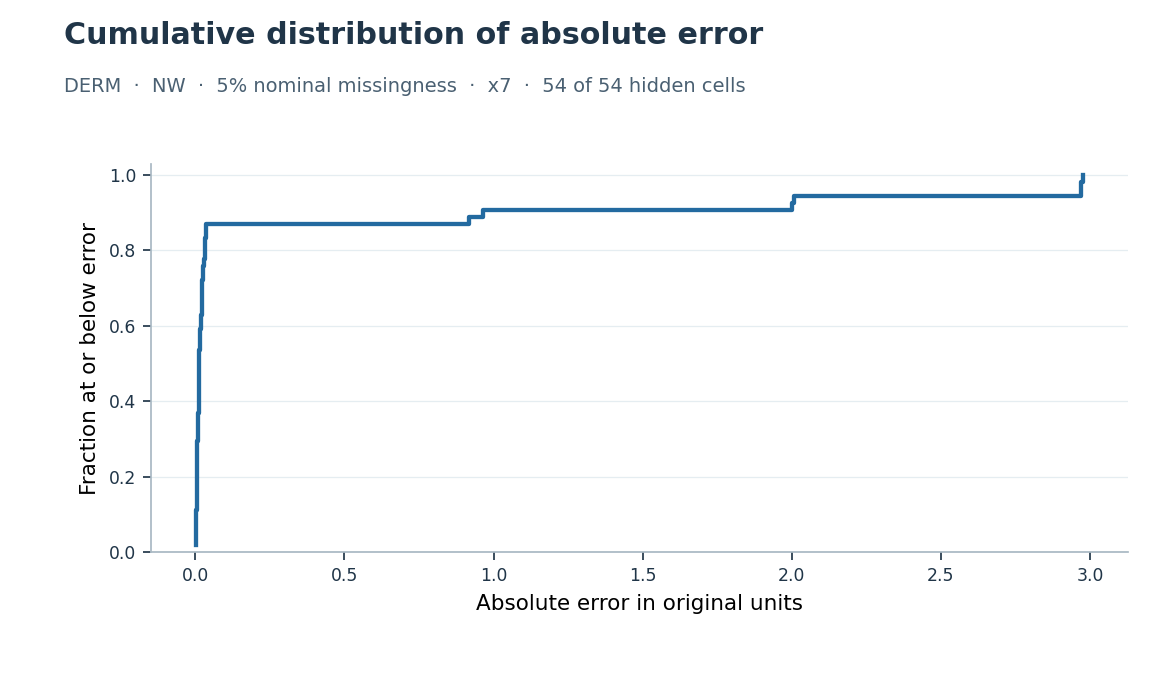 Cumulative distribution of absolute error
DERM · NW · 5% nominal missingness · x7 · 54 of 54 hidden cells
Fraction at or below error
1.0
0.8
0.6
0.4
0.2
0.0
0.0 0.5 1.0 1.5 2.0 2.5 3.0
Absolute error in original units